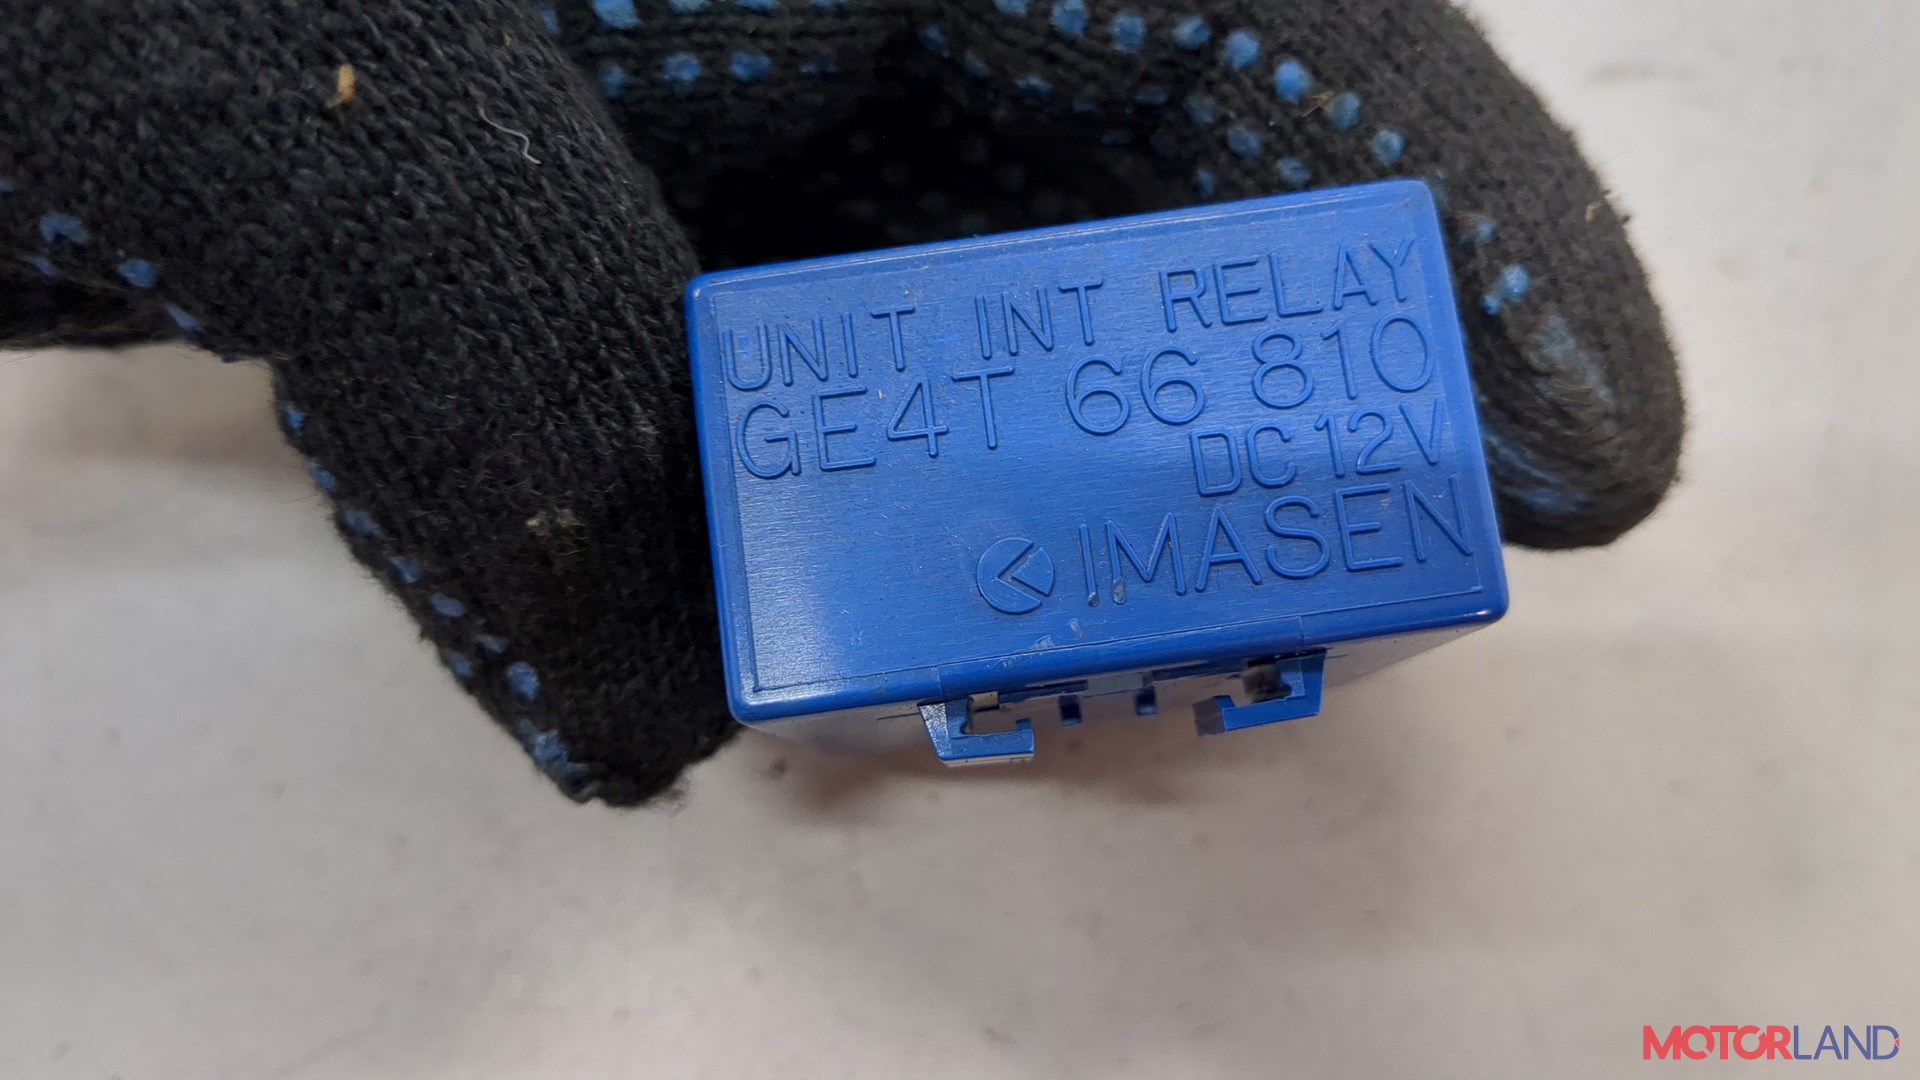 UNIT INT RELAY
GE4T 66 810
DC 12V
IMASEN
MOTORLAND